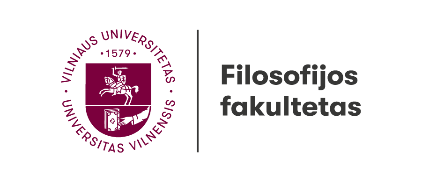 VILNIAUS UNIVERSITETAS
· 1579 ·
UNIVERSITAS VILNENSIS
Filosofijos
fakultetas